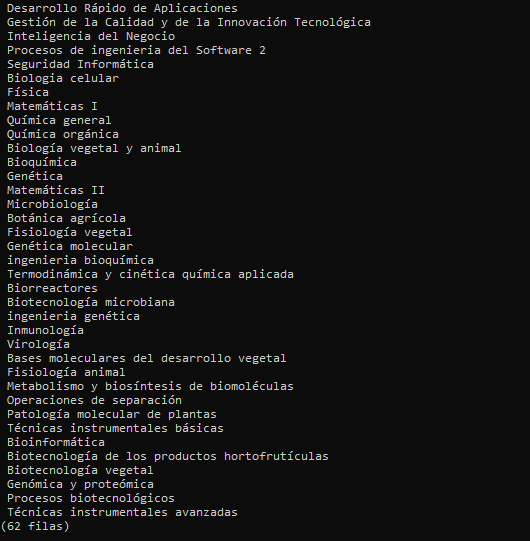 Desarrollo Rápido de Aplicaciones
Gestión de la Calidad y de la Innovación Tecnológica
Inteligencia del Negocio
Procesos de ingenieria del Software 2
Seguridad Informática
Biologia celular
Física
Matemáticas I
Química general
Química orgánica
Biología vegetal y animal
Bioquímica
Genética
Matemáticas II
Microbiología
Botánica agrícola
Fisiología vegetal
Genética molecular
ingenieria bioquímica
Termodinámica y cinética química aplicada
Biorreactores
Biotecnología microbiana
ingenieria genética
Inmunología
Virología
Bases moleculares del desarrollo vegetal
Fisiología animal
Metabolismo y biosíntesis de biomoléculas
Operaciones de separación
Patología molecular de plantas
Técnicas instrumentales básicas
Bioinformática
Biotecnología de los productos hortofrutículas
Biotecnología vegetal
Genómica y proteómica
Procesos biotecnológicos
Técnicas instrumentales avanzadas
(62 filas)